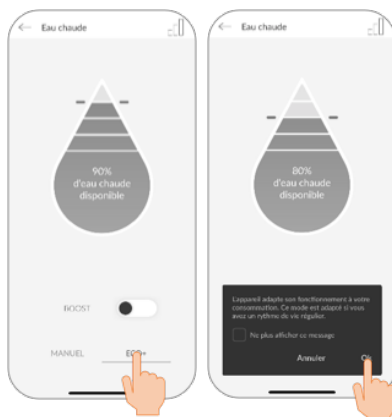 Eau chaude
90%
d'eau chaude
disponible
BOOST
MANUEL
Eau chaude
80%
d'eau chaude
disponible
L'appareil adapte son fonctionnement à votre
consommation. Ce mode est adapté si vous
avez un rythme de vie régulier.
Ne plus afficher ce message
Annuler